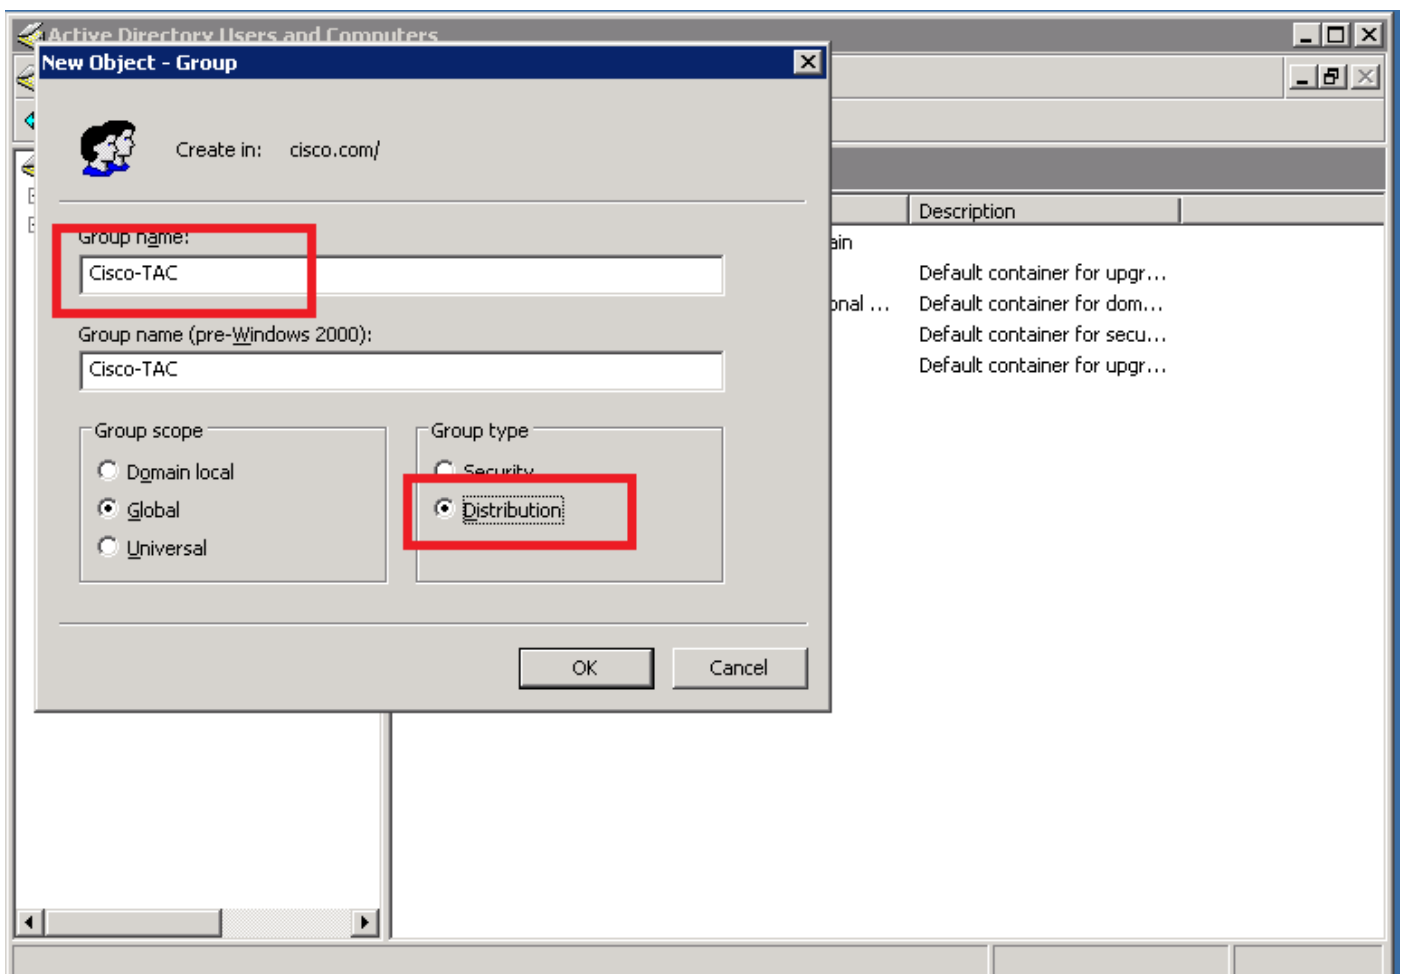 Active Directory Users and Computers
New Object - Group
Create in: cisco.com/
Group name:
Cisco-TAC
Group name (pre-Windows 2000):
Cisco-TAC
Group scope
Domain local
Global
Universal
Group type
Security
Distribution
OK
Cancel
Description
ain
Default container for upgr...
onal ... Default container for dom...
Default container for secu...
Default container for upgr...